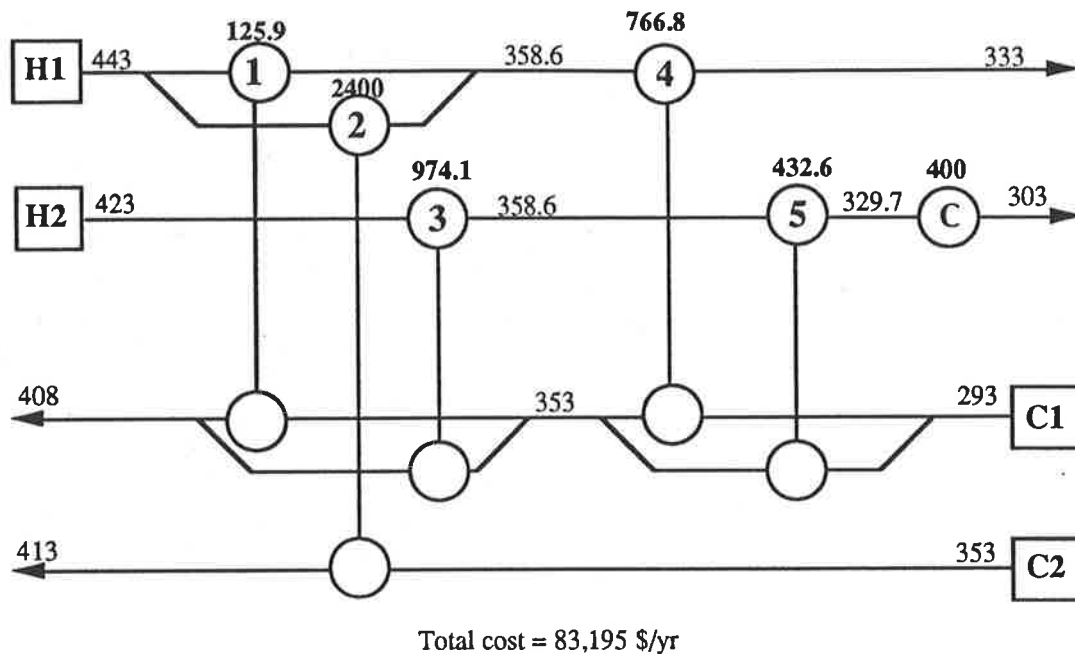 125.9 766.8
H1 443 1 358.6 4 333
2400
2
974.1 432.6 400
H2 423 3 358.6 5 329.7 C 303
408 353 293 C1
413 353 C2
Total cost = 83,195 $/yr